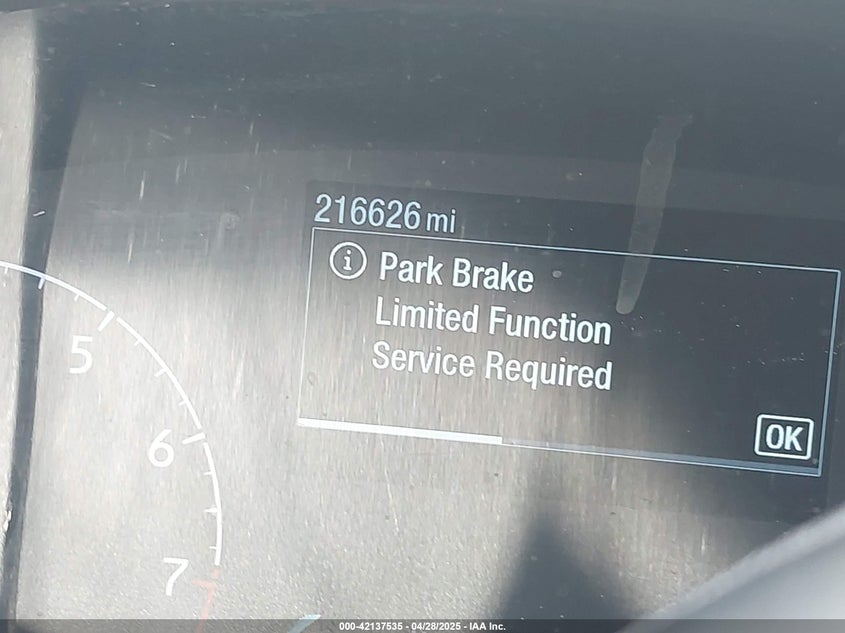 216626 mi
Park Brake
Limited Function
Service Required
OK
5
6
7
000-42137535 - 04/28/2025 - IAA Inc.